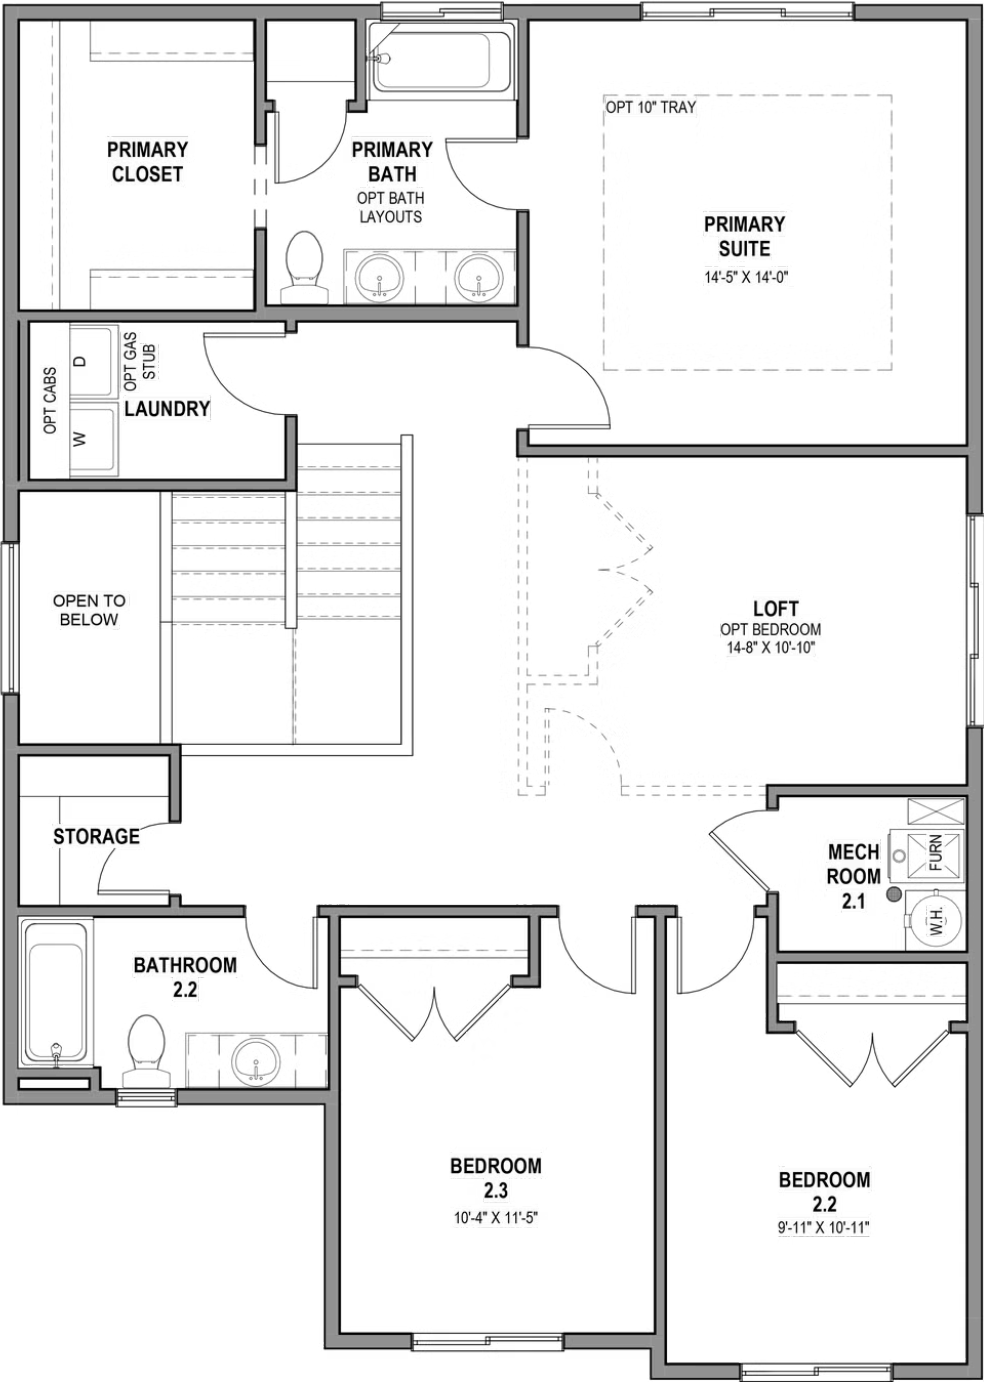 OPT 10" TRAY
PRIMARY
CLOSET
PRIMARY
BATH
OPT BATH
LAYOUTS
PRIMARY
SUITE
14'-5" X 14'-0"
OPT CABS
D
W
OPT GAS
STUB
LAUNDRY
OPEN TO
BELOW
LOFT
OPT BEDROOM
14'-8" X 10'-10"
STORAGE
MECH
ROOM
2.1
FURN
W.H.
BATHROOM
2.2
BEDROOM
2.3
10'-4" X 11'-5"
BEDROOM
2.2
9'-11" X 10'-11"